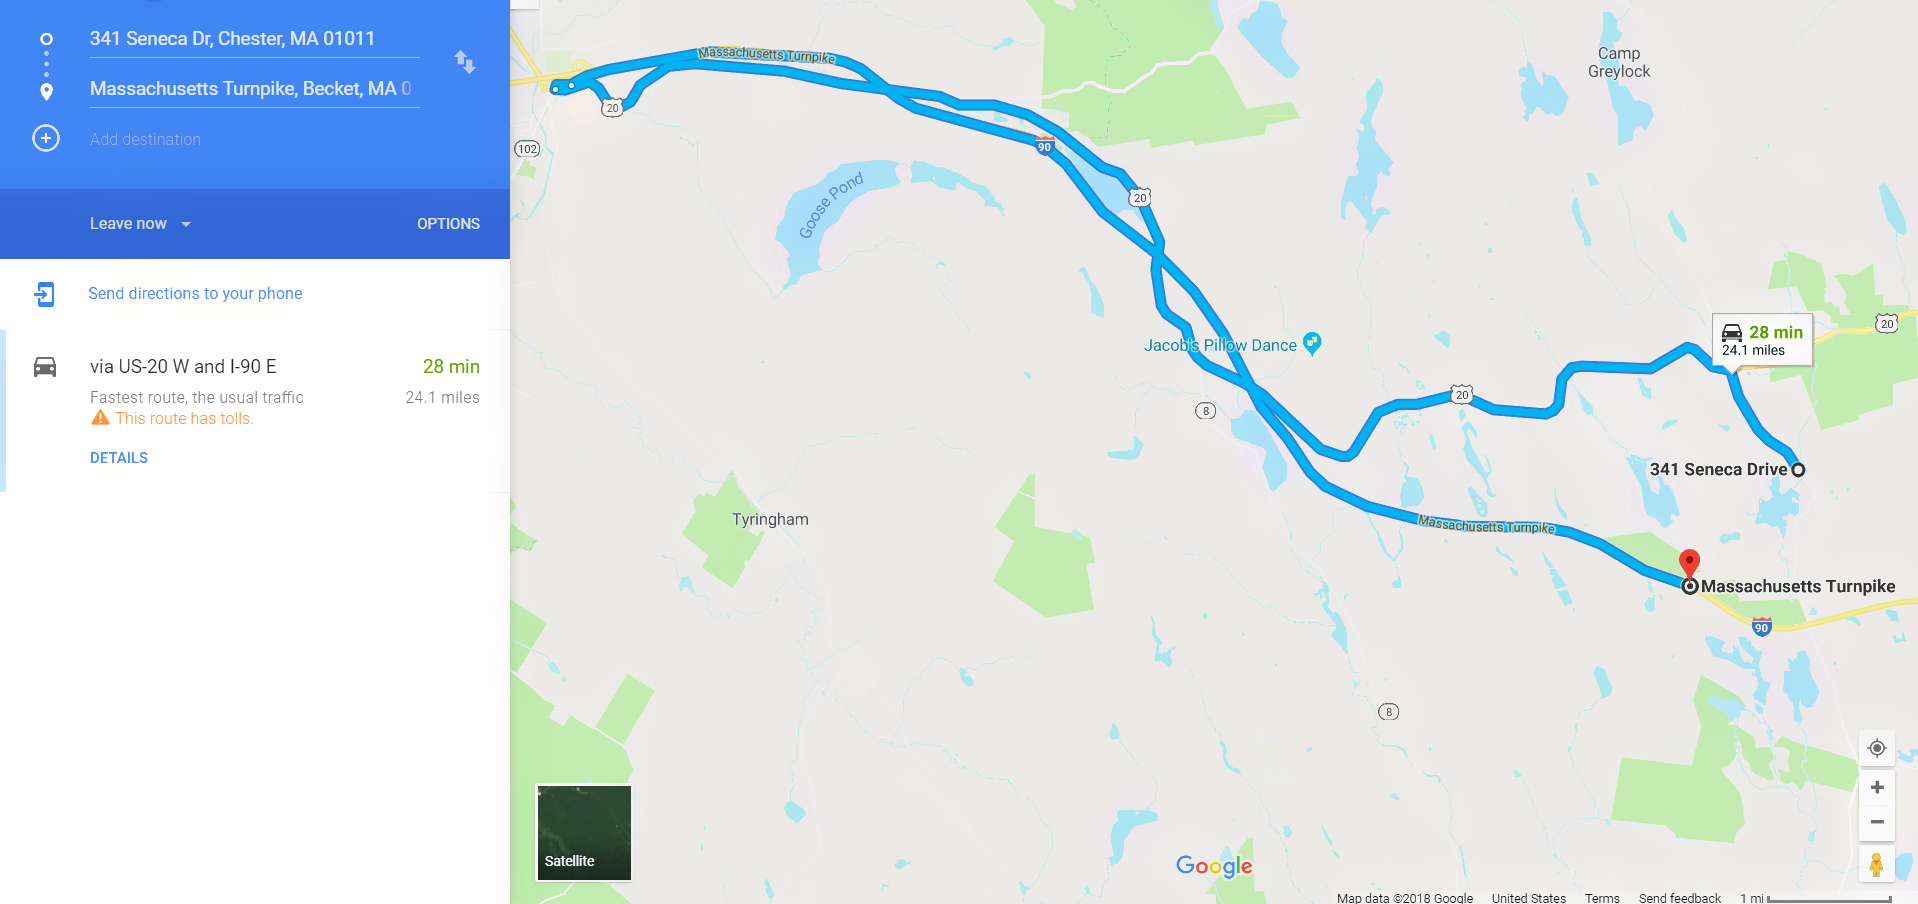 341 Seneca Dr, Chester, MA 01011
Massachusetts Turnpike, Becket, MA 0
Add destination
Leave now
OPTIONS
Send directions to your phone
via US-20 W and I-90 E
28 min
Fastest route, the usual traffic
24.1 miles
This route has tolls.
DETAILS
Massachusetts Turnpike
Camp
Greylock
20
102
90
Goose Pond
20
20
28 min
24.1 miles
Jacob's Pillow Dance
20
8
341 Seneca Drive
Tyringham
Massachusetts Turnpike
Massachusetts Turnpike
90
8
Satellite
Google
Map data ©2018 Google
United States
Terms
Send feedback
1 mi